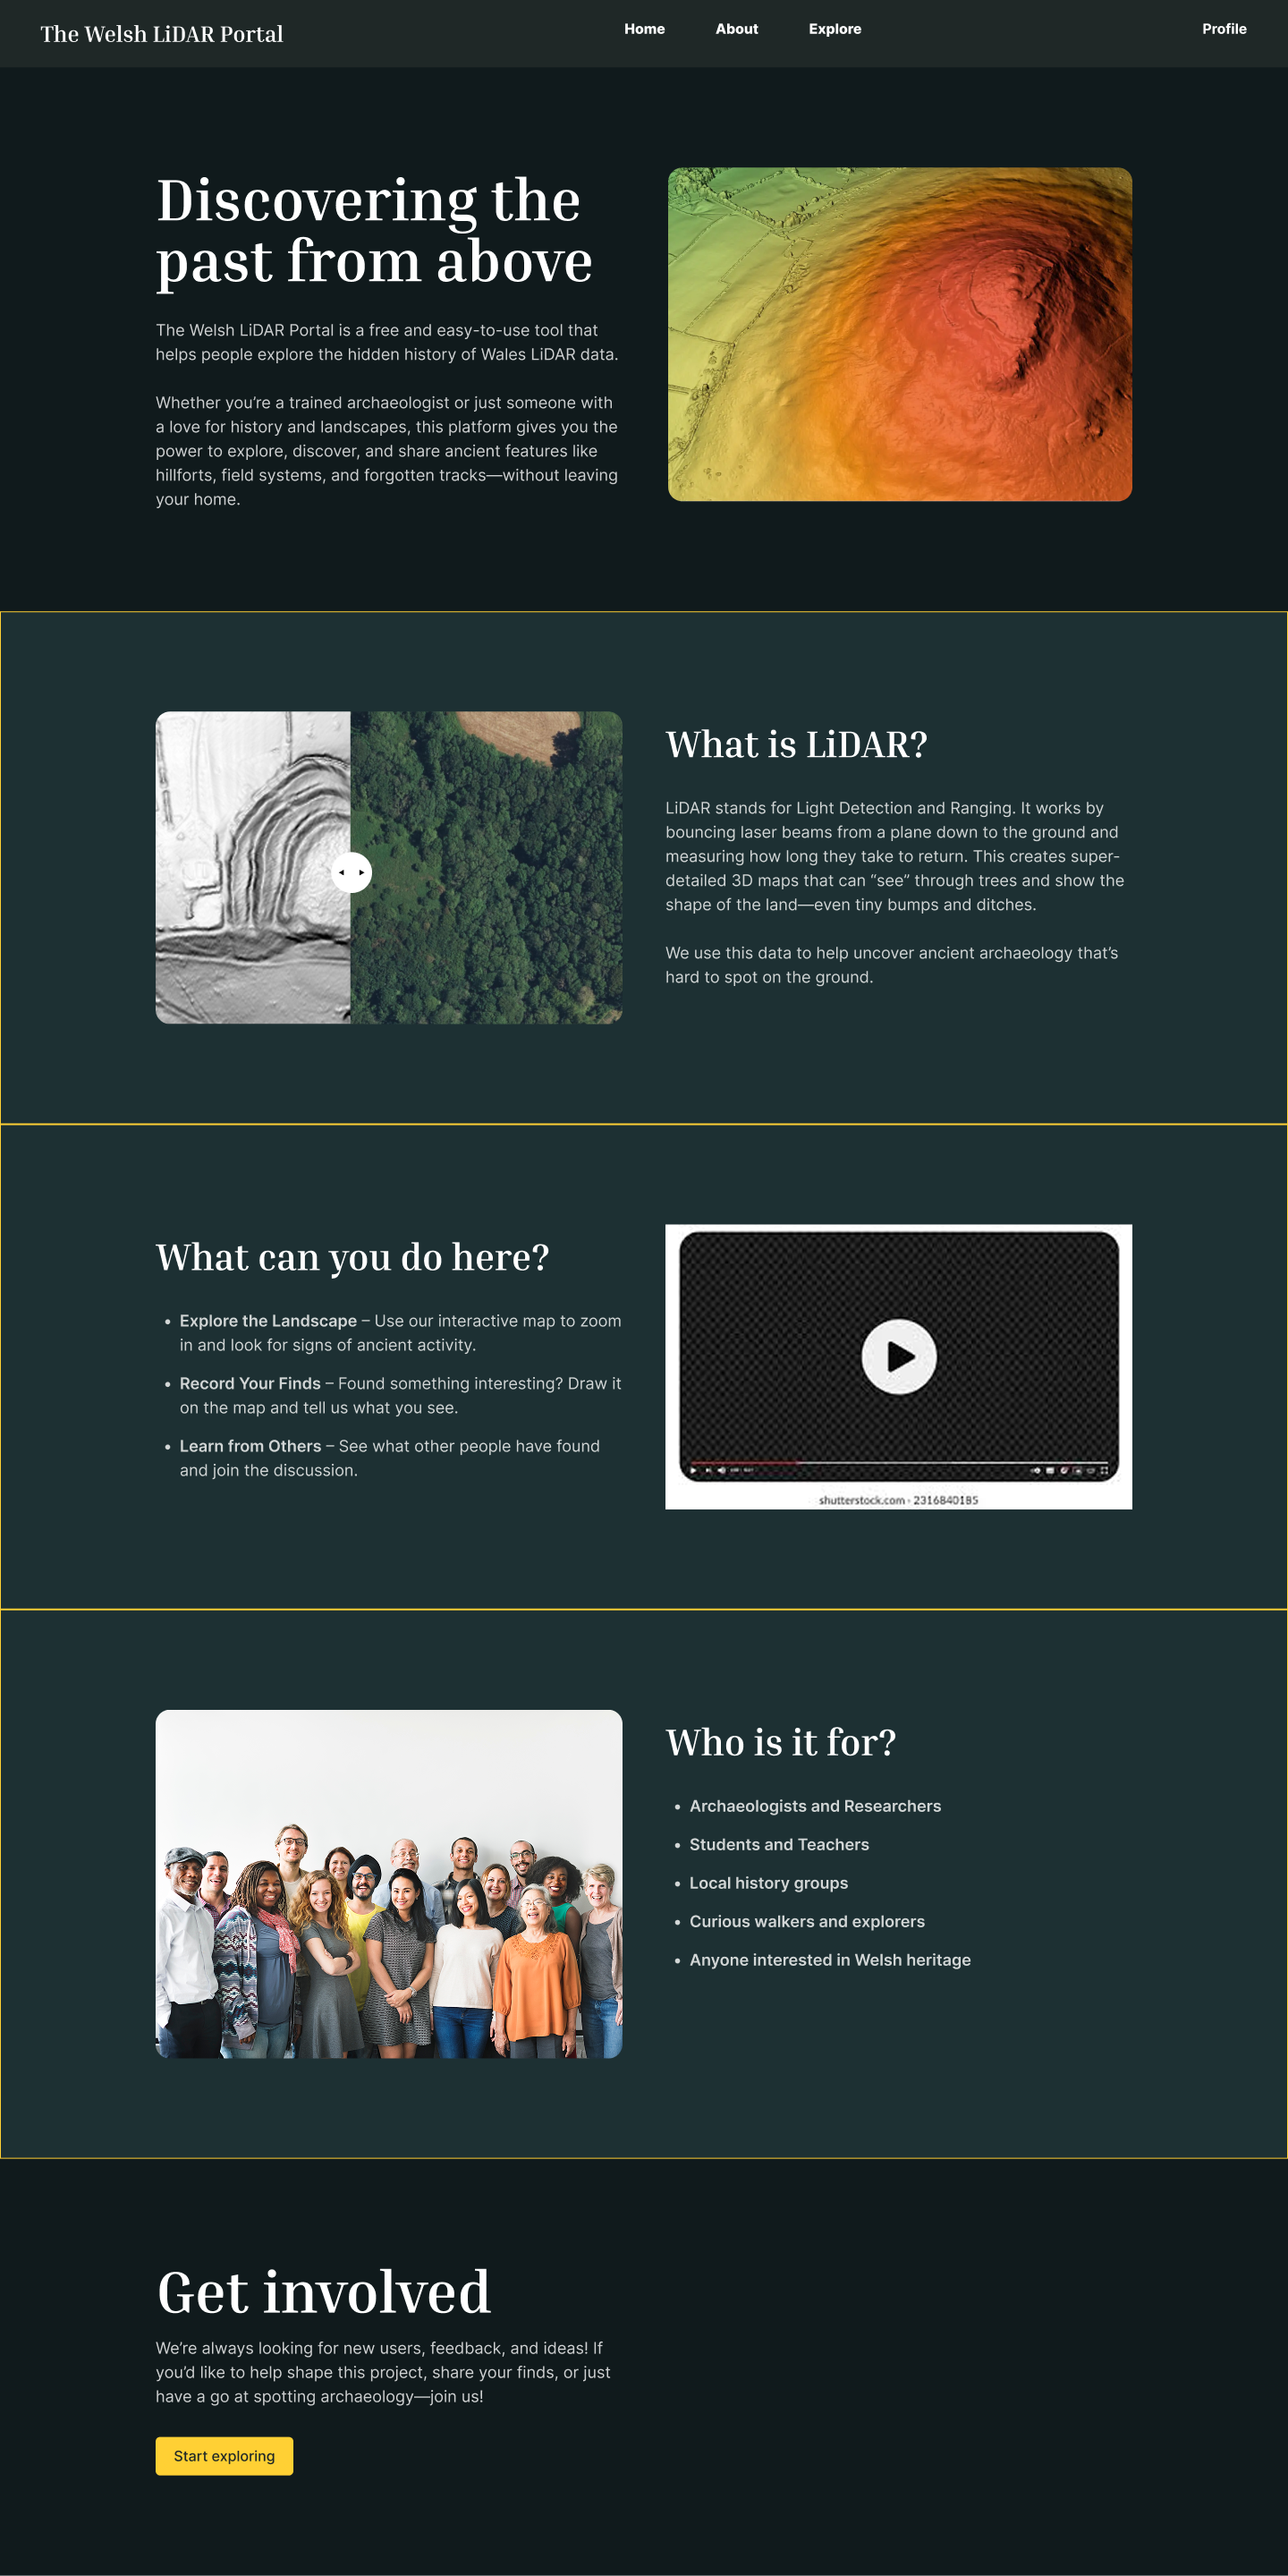 The Welsh LiDAR Portal
Home About Explore
Profile
Discovering the
past from above
The Welsh LiDAR Portal is a free and easy-to-use tool that
helps people explore the hidden history of Wales LiDAR data.
Whether you’re a trained archaeologist or just someone with
a love for history and landscapes, this platform gives you the
power to explore, discover, and share ancient features like
hillforts, field systems, and forgotten tracks—without leaving
your home.
What is LiDAR?
LiDAR stands for Light Detection and Ranging. It works by
bouncing laser beams from a plane down to the ground and
measuring how long they take to return. This creates super-
detailed 3D maps that can “see” through trees and show the
shape of the land—even tiny bumps and ditches.
We use this data to help uncover ancient archaeology that’s
hard to spot on the ground.
What can you do here?
• Explore the Landscape – Use our interactive map to zoom
in and look for signs of ancient activity.
• Record Your Finds – Found something interesting? Draw it
on the map and tell us what you see.
• Learn from Others – See what other people have found
and join the discussion.
shutterstock.com · 2316840185
Who is it for?
• Archaeologists and Researchers
• Students and Teachers
• Local history groups
• Curious walkers and explorers
• Anyone interested in Welsh heritage
Get involved
We’re always looking for new users, feedback, and ideas! If
you’d like to help shape this project, share your finds, or just
have a go at spotting archaeology—join us!
Start exploring